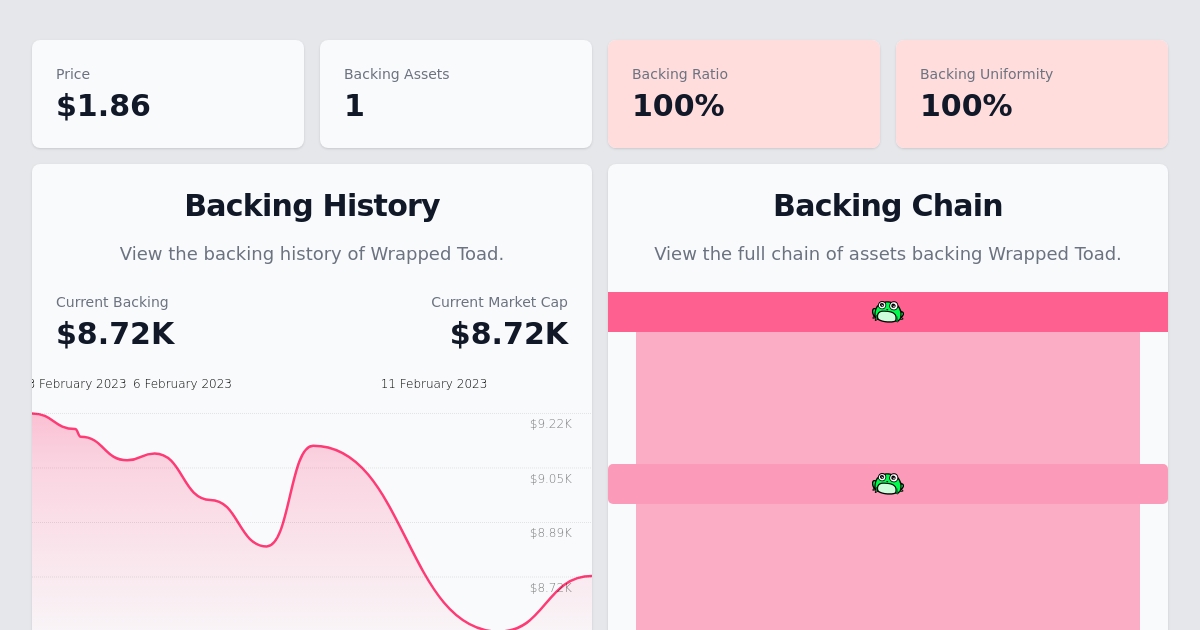 Price
$1.86
Backing Assets
1
Backing Ratio
100%
Backing Uniformity
100%
Backing History
View the backing history of Wrapped Toad.
Current Backing
$8.72K
Current Market Cap
$8.72K
3 February 2023 6 February 2023 11 February 2023
$9.22K
$9.05K
$8.89K
$8.72K
Backing Chain
View the full chain of assets backing Wrapped Toad.